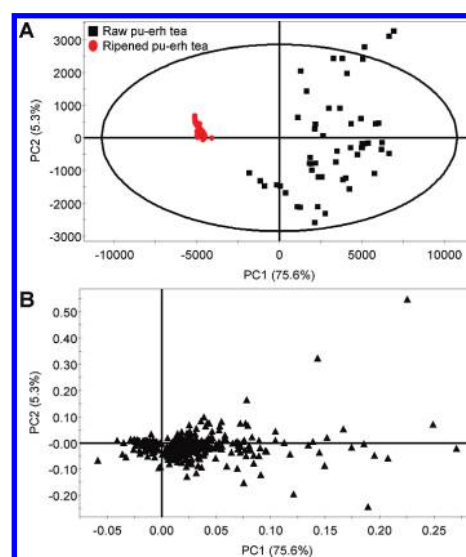 A
Raw pu-erh tea
Ripened pu-erh tea
3000
2000
1000
0
-1000
-2000
-3000
PC2 (5.3%)
-10000 -5000 0 5000 10000
PC1 (75.6%)
B
0.50
0.40
0.30
0.20
0.10
-0.00
-0.10
-0.20
PC2 (5.3%)
-0.05 0.00 0.05 0.10 0.15 0.20 0.25
PC1 (75.6%)